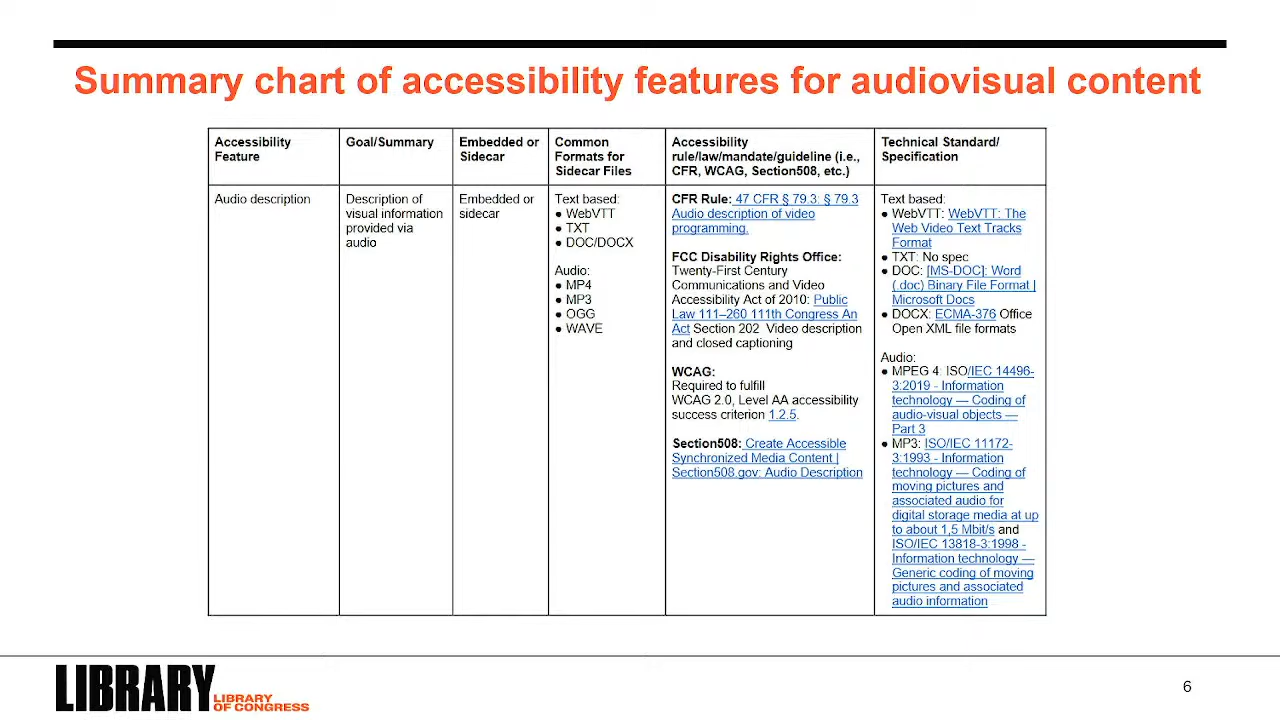 Summary chart of accessibility features for audiovisual content
Accessibility
Feature
Goal/Summary
Embedded or
Sidecar
Common
Formats for
Sidecar Files
Accessibility
rule/law/mandate/guideline (i.e.,
CFR, WCAG, Section508, etc.)
Technical Standard/
Specification
Audio description
Description of
visual information
provided via
audio
Embedded or
sidecar
Text based:
● WebVTT
● TXT
● DOC/DOCX
Audio:
● MP4
● MP3
● OGG
● WAVE
CFR Rule: 47 CFR § 79.3: § 79.3
Audio description of video
programming.
FCC Disability Rights Office:
Twenty-First Century
Communications and Video
Accessibility Act of 2010: Public
Law 111–260 111th Congress An
Act Section 202 Video description
and closed captioning
WCAG:
Required to fulfill
WCAG 2.0, Level AA accessibility
success criterion 1.2.5.
Section508: Create Accessible
Synchronized Media Content |
Section508.gov: Audio Description
Text based:
● WebVTT: WebVTT: The
Web Video Text Tracks
Format
● TXT: No spec
● DOC: [MS-DOC]: Word
(.doc) Binary File Format |
Microsoft Docs
● DOCX: ECMA-376 Office
Open XML file formats
Audio:
● MPEG 4: ISO/IEC 14496-
3:2019 - Information
technology — Coding of
audio-visual objects —
Part 3
● MP3: ISO/IEC 11172-
3:1993 - Information
technology — Coding of
moving pictures and
associated audio for
digital storage media at up
to about 1,5 Mbit/s and
ISO/IEC 13818-3:1998 -
Information technology —
Generic coding of moving
pictures and associated
audio information
LIBRARY
LIBRARY
OF CONGRESS
6